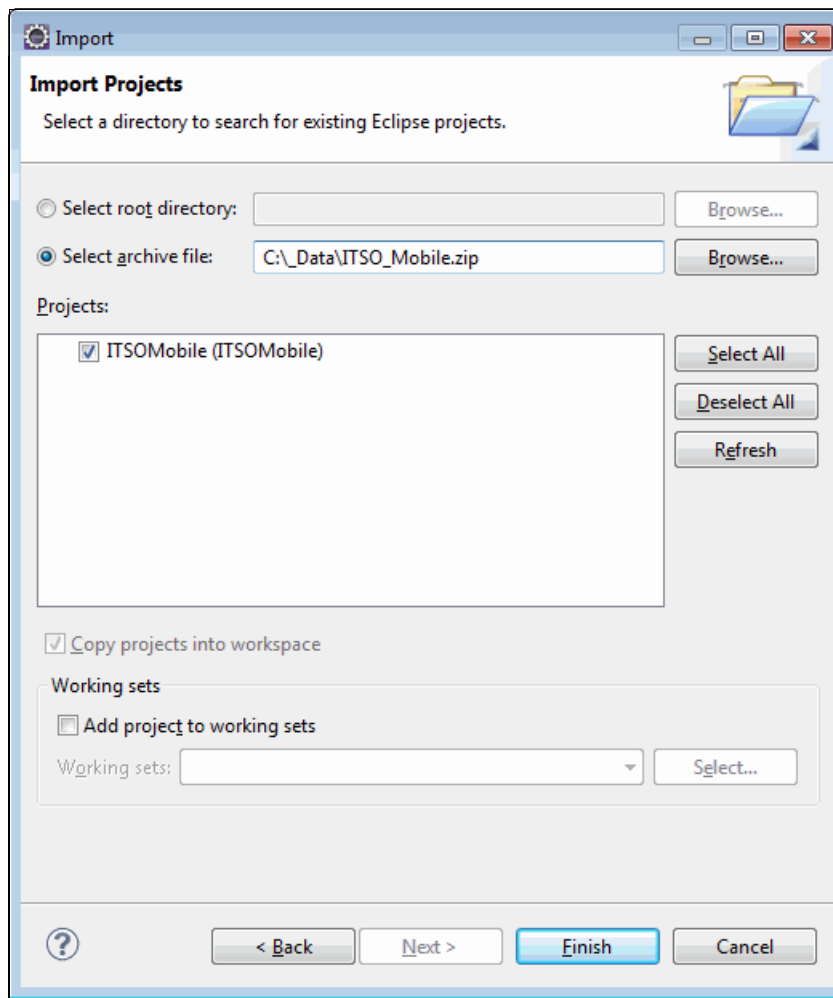 Import
Import Projects
Select a directory to search for existing Eclipse projects.
Select root directory: Browse...
Select archive file: C:\_Data\ITSO_Mobile.zip Browse...
Projects:
ITSOMobile (ITSOMobile)
Select All
Deselect All
Refresh
Copy projects into workspace
Working sets
Add project to working sets
Working sets: Select...
? < Back Next > Finish Cancel